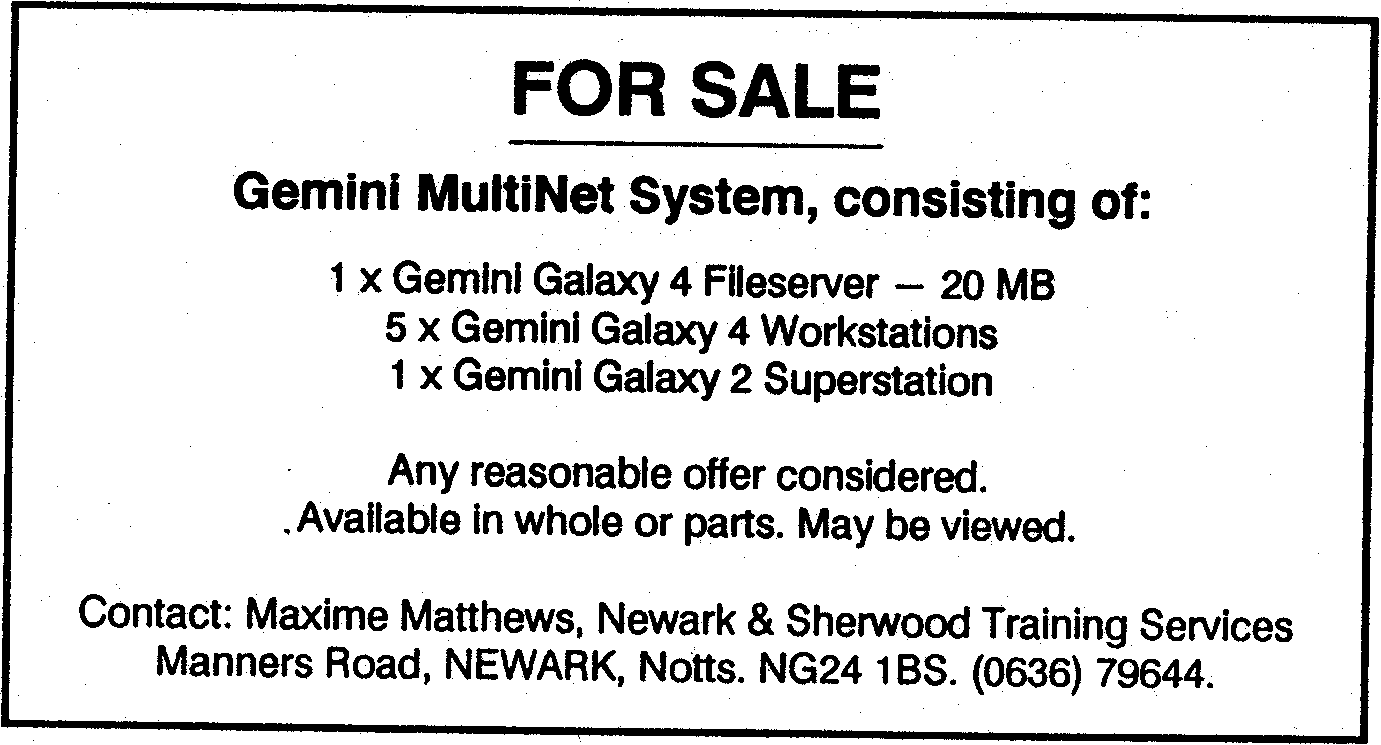 FOR SALE
Gemini MultiNet System, consisting of:
1 x Gemini Galaxy 4 Fileserver – 20 MB
5 x Gemini Galaxy 4 Workstations
1 x Gemini Galaxy 2 Superstation
Any reasonable offer considered.
Available in whole or parts. May be viewed.
Contact: Maxime Matthews, Newark & Sherwood Training Services
Manners Road, NEWARK, Notts. NG24 1BS. (0636) 79644.